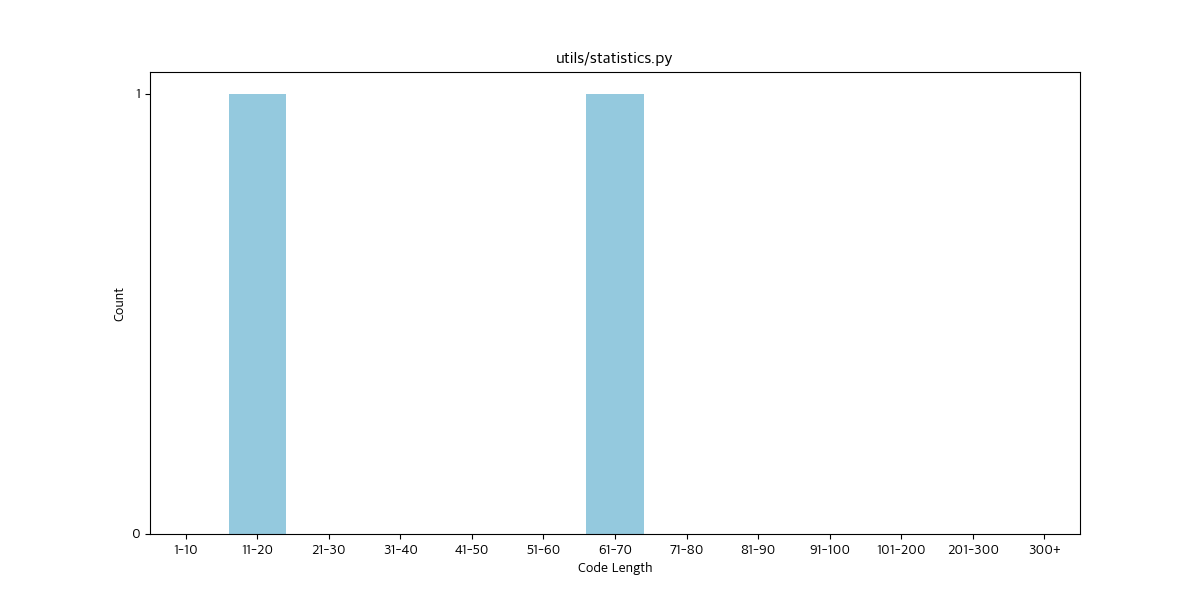 utils/statistics.py
1
Count
0
1-10 11-20 21-30 31-40 41-50 51-60 61-70 71-80 81-90 91-100 101-200 201-300 300+
Code Length